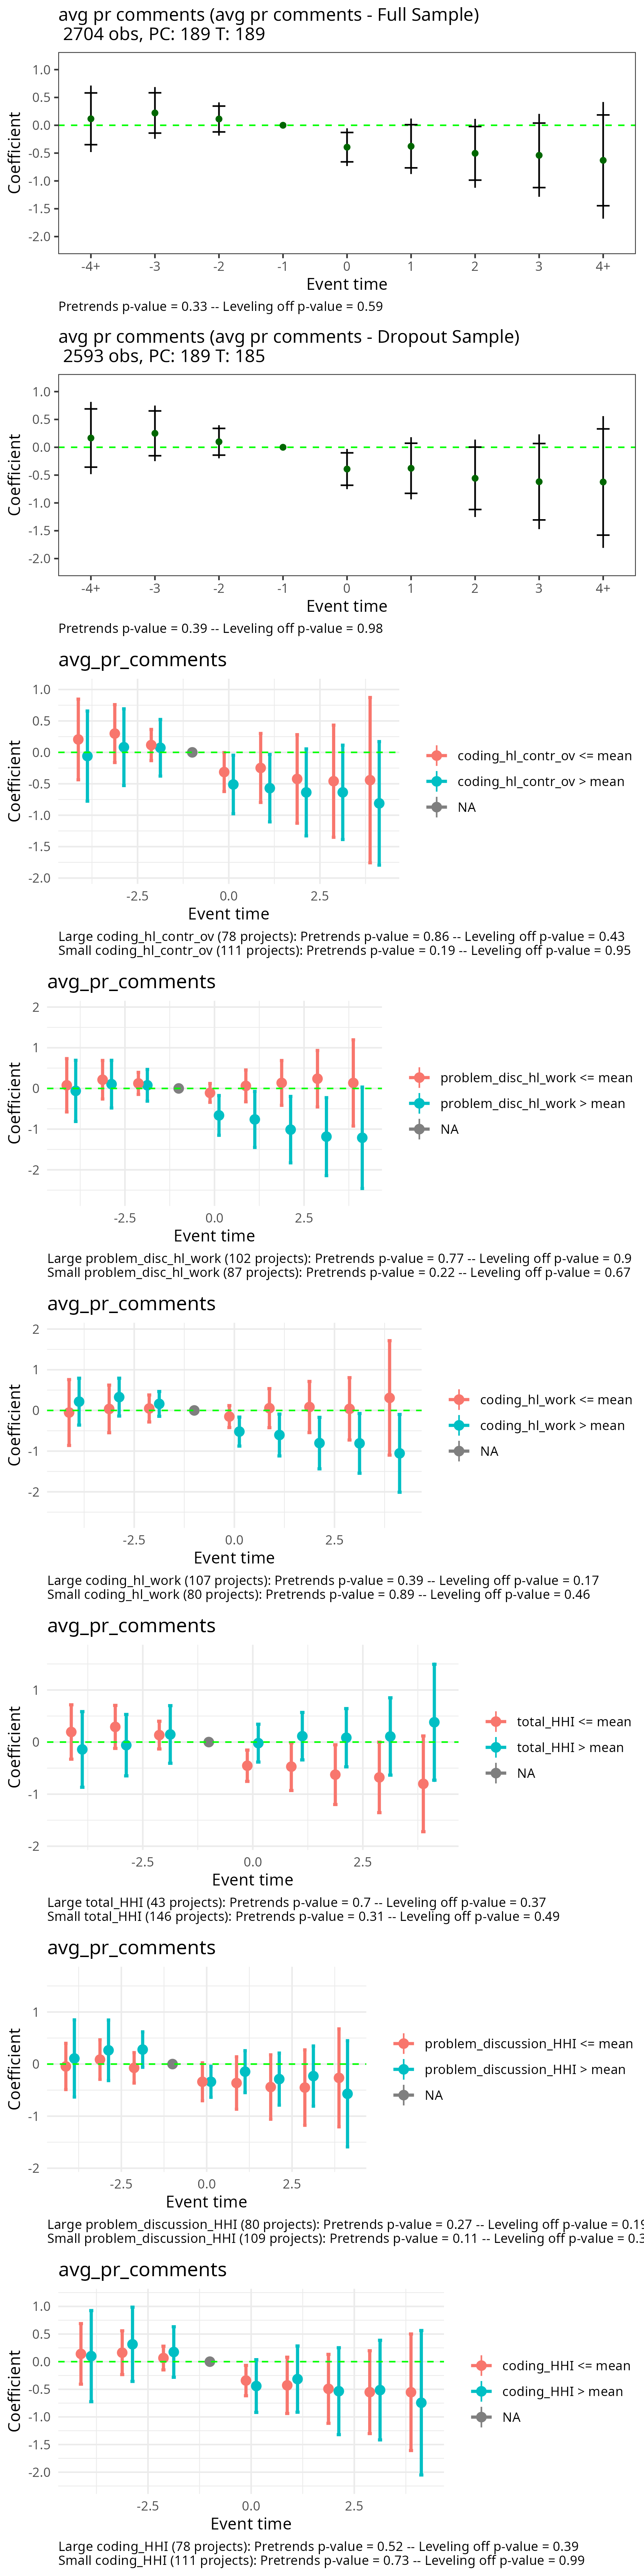 avg pr comments (avg pr comments - Full Sample)
2704 obs, PC: 189 T: 189
1.0
0.5
0.0
-0.5
-1.0
-1.5
-2.0
Coefficient
-4+ -3 -2 -1 0 1 2 3 4+
Event time
Pretrends p-value = 0.33 -- Leveling off p-value = 0.59
avg pr comments (avg pr comments - Dropout Sample)
2593 obs, PC: 189 T: 185
1.0
0.5
0.0
-0.5
-1.0
-1.5
-2.0
Coefficient
-4+ -3 -2 -1 0 1 2 3 4+
Event time
Pretrends p-value = 0.39 -- Leveling off p-value = 0.98
avg_pr_comments
1.0
0.5
0.0
-0.5
-1.0
-1.5
-2.0
Coefficient
-2.5 0.0 2.5
Event time
coding_hl_contr_ov <= mean
coding_hl_contr_ov > mean
NA
Large coding_hl_contr_ov (78 projects): Pretrends p-value = 0.86 -- Leveling off p-value = 0.43
Small coding_hl_contr_ov (111 projects): Pretrends p-value = 0.19 -- Leveling off p-value = 0.95
avg_pr_comments
2
1
0
-1
-2
Coefficient
-2.5 0.0 2.5
Event time
problem_disc_hl_work <= mean
problem_disc_hl_work > mean
NA
Large problem_disc_hl_work (102 projects): Pretrends p-value = 0.77 -- Leveling off p-value = 0.9
Small problem_disc_hl_work (87 projects): Pretrends p-value = 0.22 -- Leveling off p-value = 0.67
avg_pr_comments
2
1
0
-1
-2
Coefficient
-2.5 0.0 2.5
Event time
coding_hl_work <= mean
coding_hl_work > mean
NA
Large coding_hl_work (107 projects): Pretrends p-value = 0.39 -- Leveling off p-value = 0.17
Small coding_hl_work (80 projects): Pretrends p-value = 0.89 -- Leveling off p-value = 0.46
avg_pr_comments
1
0
-1
-2
Coefficient
-2.5 0.0 2.5
Event time
total_HHI <= mean
total_HHI > mean
NA
Large total_HHI (43 projects): Pretrends p-value = 0.7 -- Leveling off p-value = 0.37
Small total_HHI (146 projects): Pretrends p-value = 0.31 -- Leveling off p-value = 0.49
avg_pr_comments
1
0
-1
-2
Coefficient
-2.5 0.0 2.5
Event time
problem_discussion_HHI <= mean
problem_discussion_HHI > mean
NA
Large problem_discussion_HHI (80 projects): Pretrends p-value = 0.27 -- Leveling off p-value =
Small problem_discussion_HHI (109 projects): Pretrends p-value = 0.11 -- Leveling off p-value =
avg_pr_comments
1.0
0.5
0.0
-0.5
-1.0
-1.5
-2.0
Coefficient
-2.5 0.0 2.5
Event time
coding_HHI <= mean
coding_HHI > mean
NA
Large coding_HHI (78 projects): Pretrends p-value = 0.52 -- Leveling off p-value = 0.39
Small coding_HHI (111 projects): Pretrends p-value = 0.73 -- Leveling off p-value = 0.99